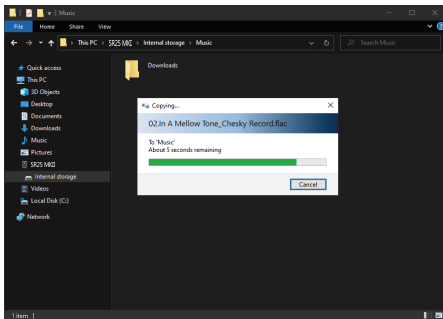 Music
File Home Share View
This PC › SR25 MKII › Internal storage › Music
Search Music
Quick access
This PC
3D Objects
Desktop
Documents
Downloads
Music
Pictures
SR25 MKII
Internal storage
Videos
Local Disk (C:)
Network
Downloads
Copying...
02.In A Mellow Tone_Chesky Record.flac
To 'Music'
About 5 seconds remaining
Cancel
1 item